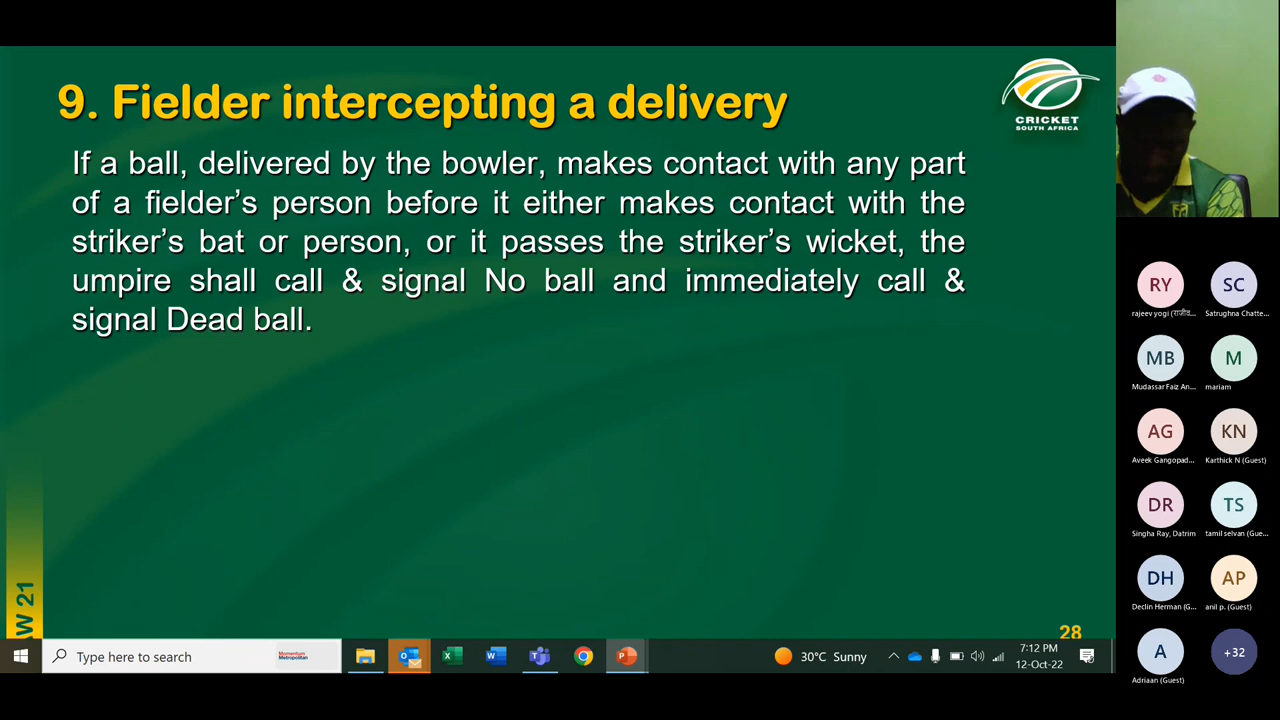 9. Fielder intercepting a delivery
CRICKET
SOUTH AFRICA
If a ball, delivered by the bowler, makes contact with any part
of a fielder's person before it either makes contact with the
striker's bat or person, or it passes the striker's wicket, the
umpire shall call & signal No ball and immediately call &
signal Dead ball.
AW 21
28
Type here to search
Momentum
Metropolitan
30°C Sunny
7:12 PM
12-Oct-22
RY
SC
rajeev yogi (राजीव...
Satrughna Chatte...
MB
M
Mudassar Faiz An...
mariam
AG
KN
Aveek Gangopad...
Karthick N (Guest)
DR
TS
Singha Ray, Datrim
tamil selvan (Gue...
DH
AP
Declin Herman (G...
anil p. (Guest)
A
+32
Adriaan (Guest)